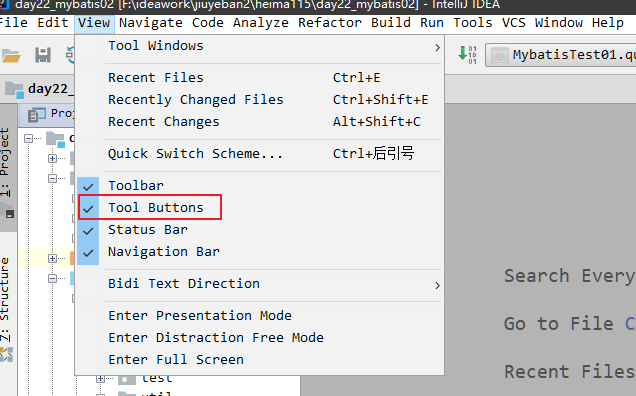 day22_mybatis02 [F:\ideawork\jiuyeban2\heima115\day22_mybatis02] - IntelliJ IDEA
File Edit View Navigate Code Analyze Refactor Build Run Tools VCS Window Help
MybatisTest01.qu
day22_
1: Project
Proj
Z: Structure
Tool Windows
Recent Files Ctrl+E
Recently Changed Files Ctrl+Shift+E
Recent Changes Alt+Shift+C
Quick Switch Scheme... Ctrl+后引号
Toolbar
Tool Buttons
Status Bar
Navigation Bar
Bidi Text Direction
Enter Presentation Mode
Enter Distraction Free Mode
Enter Full Screen
test
Search Every
Go to File C
Recent Files